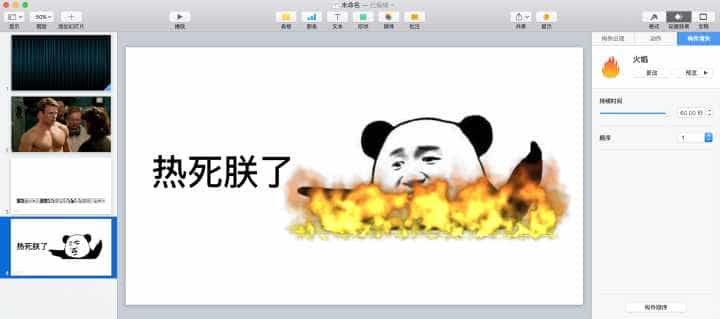 未命名 — 已编辑
显示
50%
缩放
添加幻灯片
播放
表格
图表
文本
形状
媒体
批注
共享
提示
格式
动画效果
文稿
构件出现
动作
构件消失
火焰
更改
预览
持续时间
60.00 秒
顺序
1
热死朕了
1
2
3
热死朕了
4
构件顺序